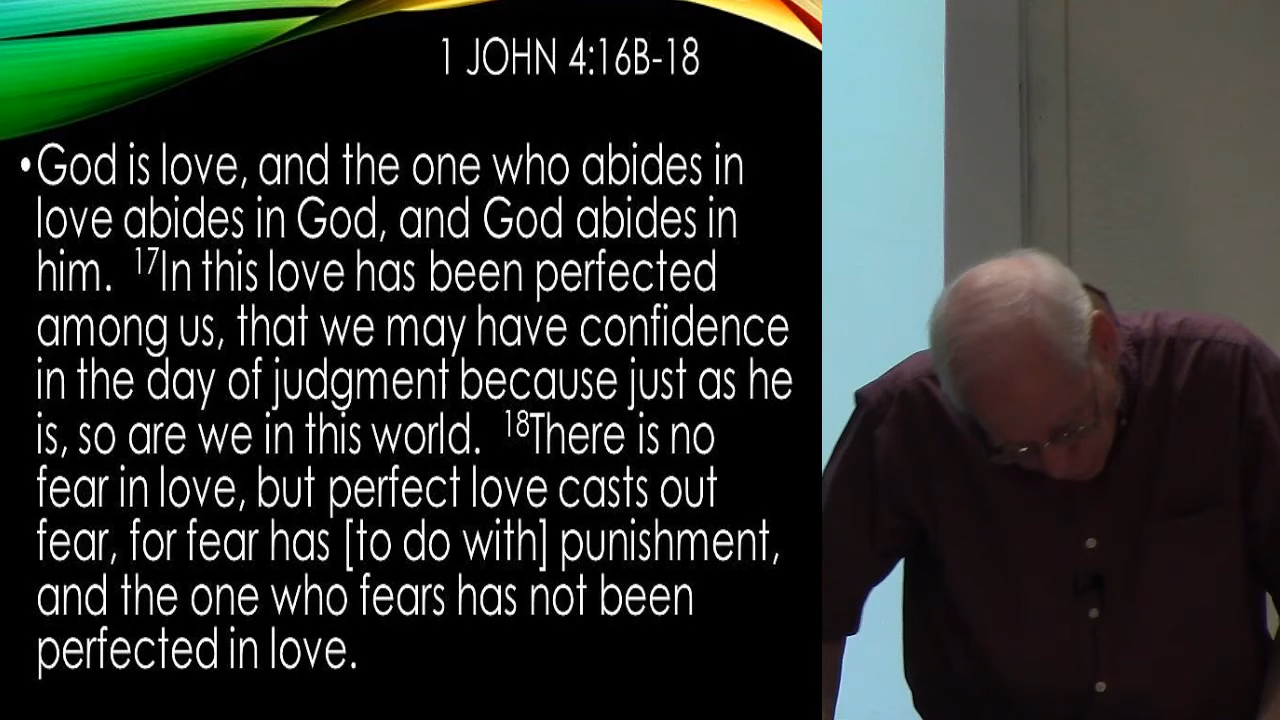 1 JOHN 4:16B-18
•God is love, and the one who abides in
love abides in God, and God abides in
him. 17In this love has been perfected
among us, that we may have confidence
in the day of judgment because just as he
is, so are we in this world. 18There is no
fear in love, but perfect love casts out
fear, for fear has [to do with] punishment,
and the one who fears has not been
perfected in love.